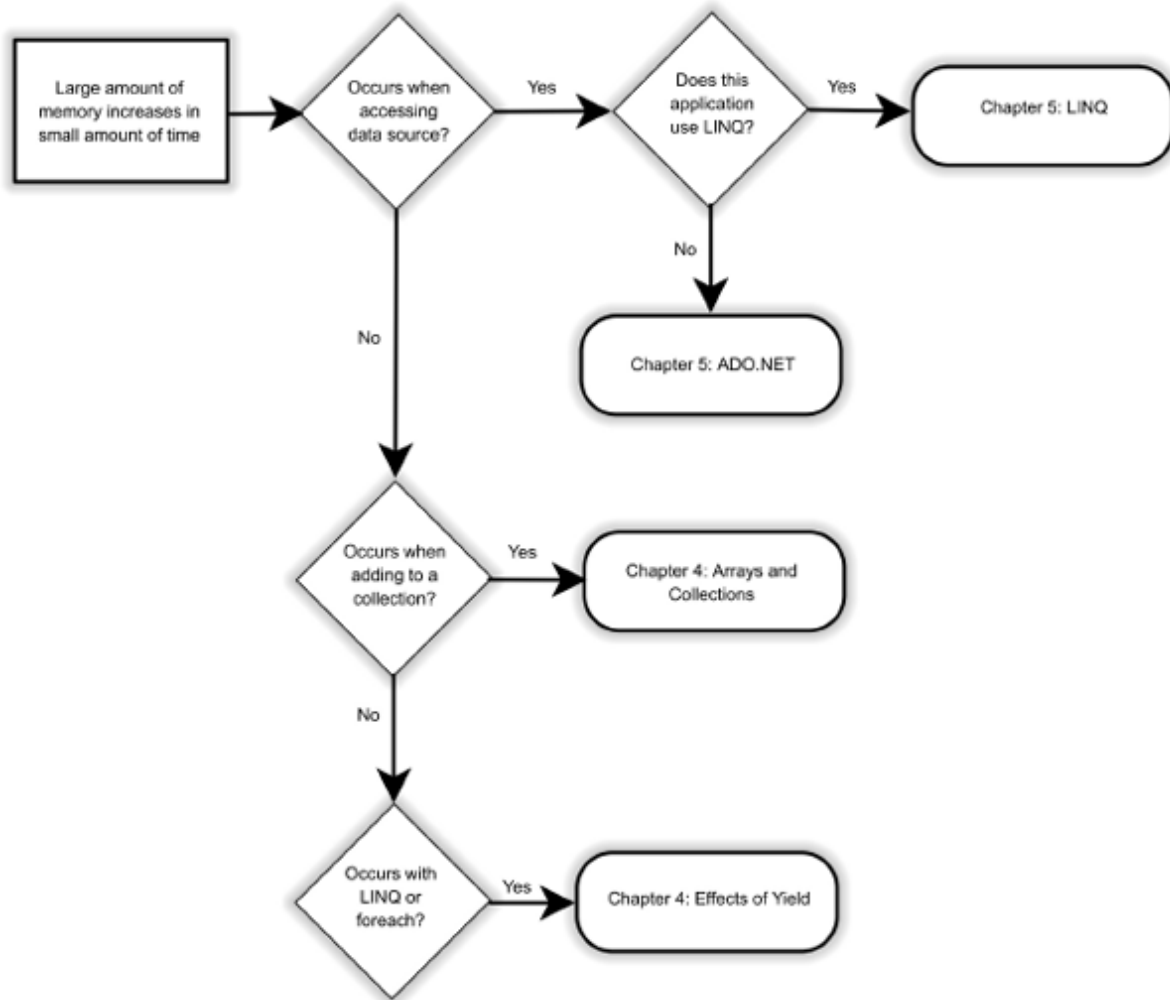 Large amount of
memory increases in
small amount of time
Occurs when
accessing
data source?
Yes
Does this
application
use LINQ?
Yes
Chapter 5: LINQ
No
Chapter 5: ADO.NET
No
Occurs when
adding to a
collection?
Yes
Chapter 4: Arrays and
Collections
No
Occurs with
LINQ or
foreach?
Yes
Chapter 4: Effects of Yield